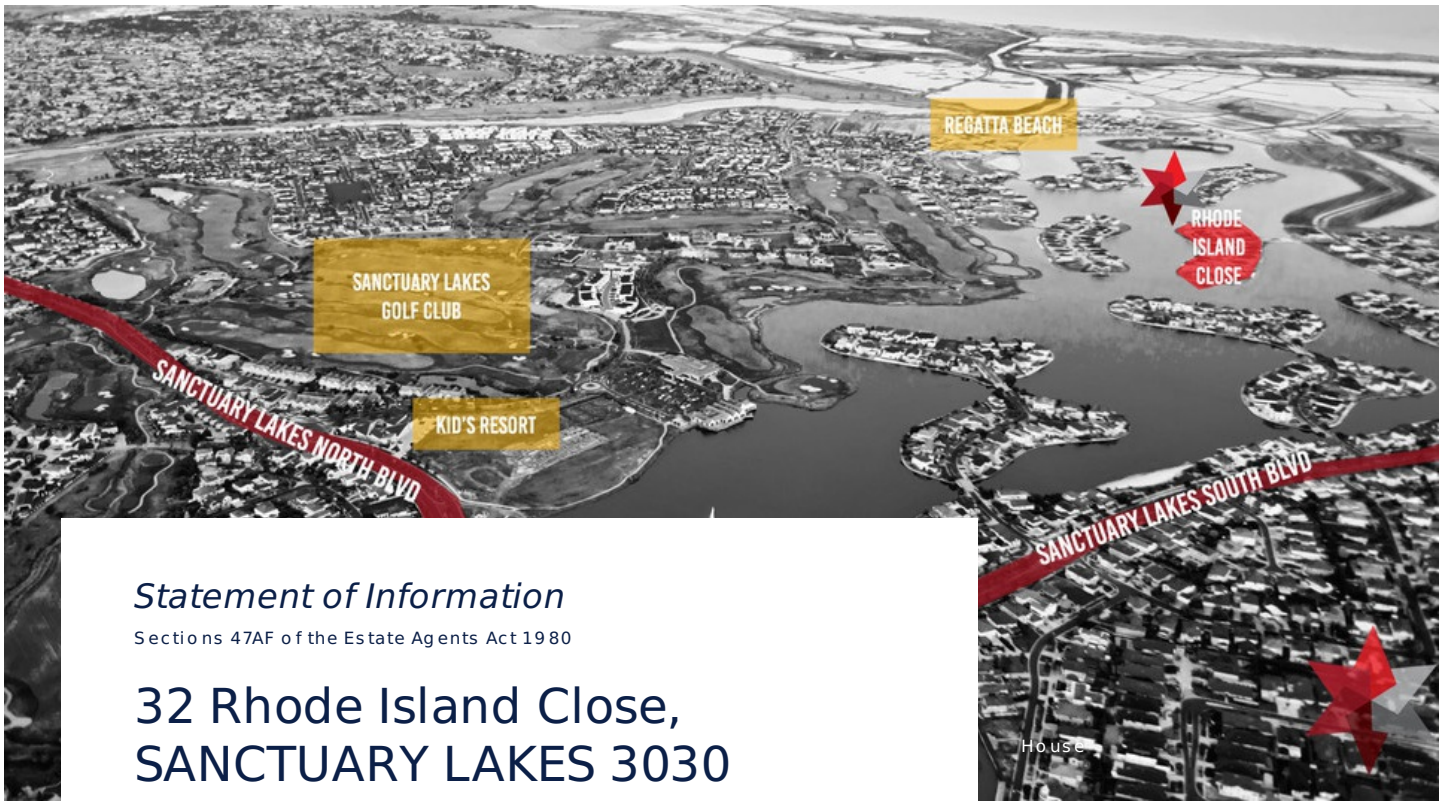 REGATTA BEACH
RHODE
ISLAND
CLOSE
SANCTUARY LAKES
GOLF CLUB
SANCTUARY LAKES NORTH BLVD
KID'S RESORT
SANCTUARY LAKES SOUTH BLVD
Statement of Information
Sections 47AF of the Estate Agents Act 1980
32 Rhode Island Close,
SANCTUARY LAKES 3030
House